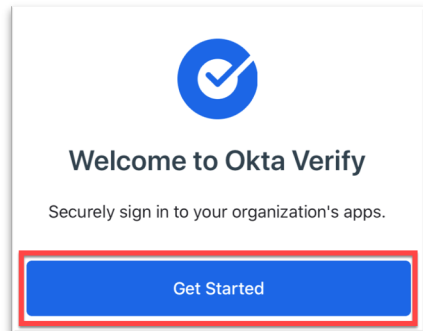 Welcome to Okta Verify
Securely sign in to your organization's apps.
Get Started